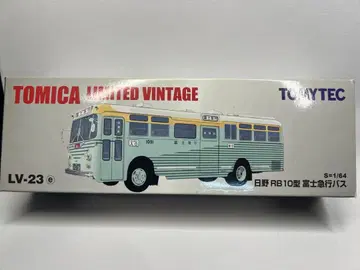 TOMICA LIMITED VINTAGE
TOMYTEC
LV-23 e
S=1/64
日野 RB10型 富士急行バス